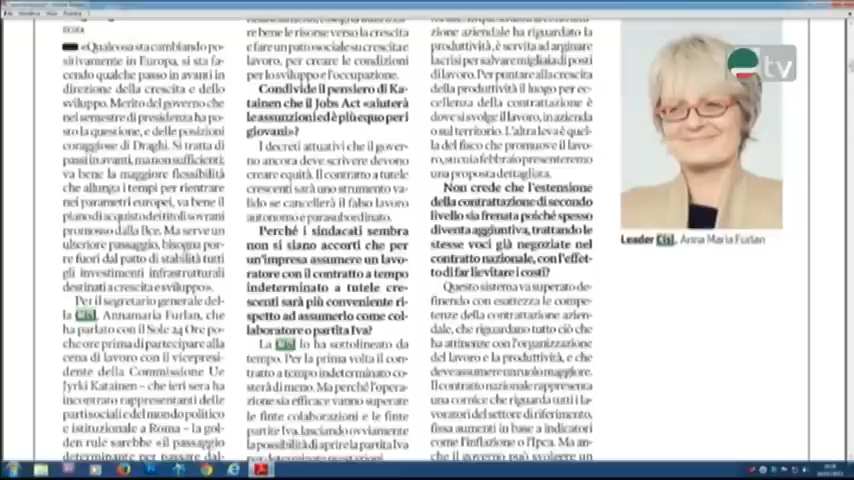 ROMA
«Qualcosa sta cambiando po-
sitivamente in Europa, si sta fa-
cendo qualche passo in avanti in
direzione della crescita e dello
sviluppo. Merito del governo che
nel semestre di presidenza ha po-
sto la questione, e delle posizioni
coraggiose di Draghi. Si tratta di
passi in avanti, ma non sufficienti;
va bene la maggiore flessibilità
che allunga i tempi per rientrare
nei parametri europei, va bene il
piano di acquisto dei titoli sovrani
promosso dalla Bce. Ma serve un
ulteriore passaggio, bisogna por-
re fuori dal patto di stabilità tutti
gli investimenti infrastrutturali
destinati a crescita e sviluppo».
Per il segretario generale del-
la Cisl, Annamaria Furlan, che
ha parlato con il Sole 24 Ore po-
che ore prima di partecipare alla
cena di lavoro con il vicepresi-
dente della Commissione Ue
Jyrki Katainen – che ieri sera ha
incontrato rappresentanti delle
parti sociali e del mondo politico
e istituzionale a Roma – la gol-
den rule sarebbe «il passaggio
determinante per passare dal-
re bene le risorse verso la crescita
e fare un patto sociale su crescita e
lavoro, per creare le condizioni
per lo sviluppo e l'occupazione.
Condivide il pensiero di Ka-
tainen che il Jobs Act «aiuterà
le assunzioni ed è più equo per i
giovani»?
I decreti attuativi che il gover-
no ancora deve scrivere devono
creare equità. Il contratto a tutele
crescenti sarà uno strumento va-
lido se cancellerà il falso lavoro
autonomo e parasubordinato.
Perché i sindacati sembra
non si siano accorti che per
un'impresa assumere un lavo-
ratore con il contratto a tempo
indeterminato a tutele cre-
scenti sarà più conveniente ri-
spetto ad assumerlo come col-
laboratore o partita Iva?
La Cisl lo ha sottolineato da
tempo. Per la prima volta il con-
tratto a tempo indeterminato co-
sterà di meno. Ma perché l'opera-
zione sia efficace vanno superate
le finte colaborazioni e le finte
partite Iva, lasciando ovviamente
la possibilità di aprire la partita Iva
zione aziendale ha riguardato la
produttività, è servita ad arginare
la crisi per salvare migliaia di posti
di lavoro. Per puntare alla crescita
della produttività il luogo per ec-
cellenza della contrattazione è
dove si svolge il lavoro, in azienda
o sul territorio. L'altra leva è quel-
la del fisco che promuove il lavo-
ro, su cui a febbraio presenteremo
una proposta dettagliata.
Non crede che l'estensione
della contrattazione di secondo
livello sia frenata poiché spesso
diventa aggiuntiva, trattando le
stesse voci già negoziate nel
contratto nazionale, con l'effet-
to di far lievitare i costi?
Questo sistema va superato de-
finendo con esattezza le compe-
tenze della contrattazione azien-
dale, che riguardano tutto ciò che
ha attinenze con l'organizzazione
del lavoro e la produttività, e che
deve assumere un ruolo maggiore.
Il contratto nazionale rappresenta
una cornice che riguarda tutti i la-
voratori del settore di riferimento,
fissa aumenti in base a indicatori
come l'inflazione o l'Ipca. Ma an-
che il governo può svolgere un
tv
Leader Cisl. Anna Maria Furlan